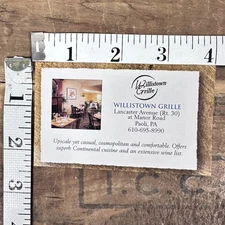 1 2 3 4
1
2
3
Willistown
Grille
WILLISTOWN GRILLE
Lancaster Avenue (Rt. 30)
at Manor Road
Paoli, PA
610-695-8990
Upscale yet casual, cosmopolitan and comfortable. Offers
superb Continental cuisine and an extensive wine list.